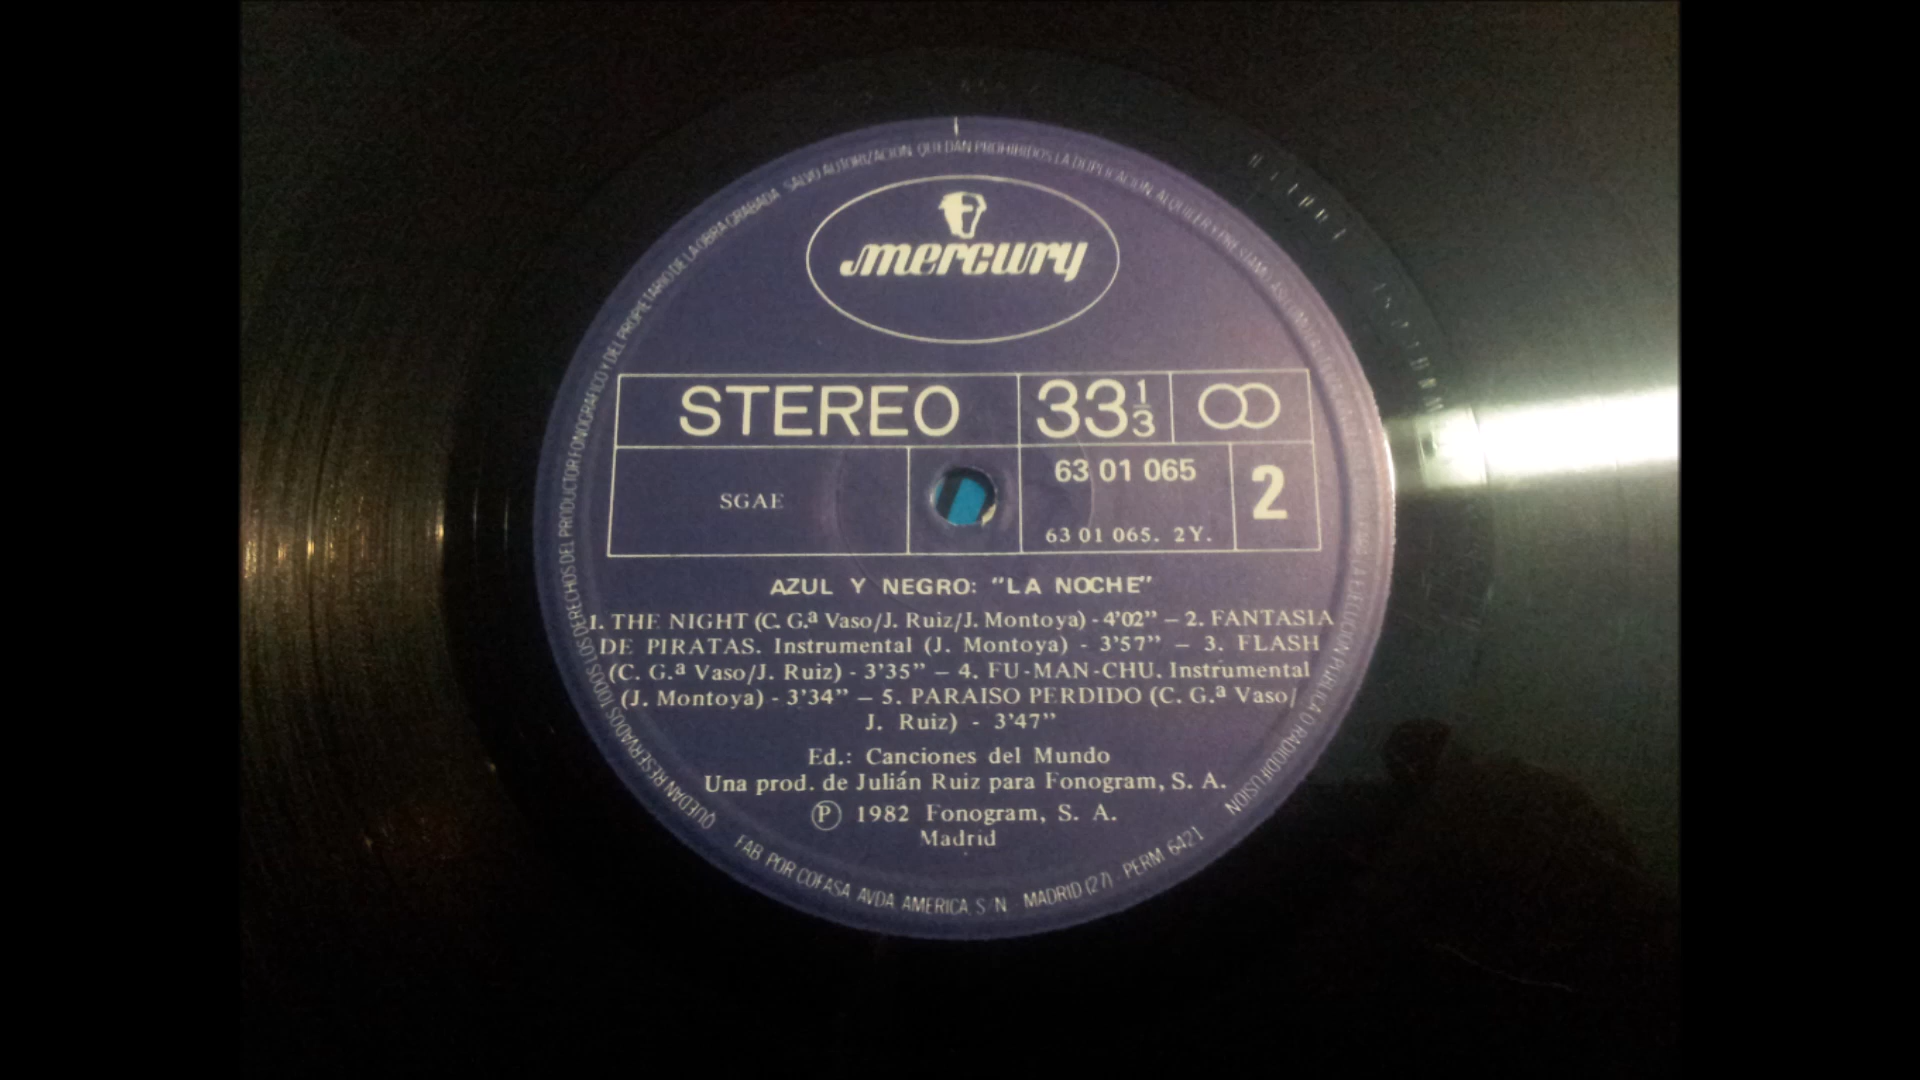 mercury
STEREO
33 1/3
SGAE
63 01 065
63 01 065. 2Y.
2
AZUL Y NEGRO: "LA NOCHE"
1. THE NIGHT (C. G.ª Vaso/J. Ruiz/J. Montoya) - 4'02" – 2. FANTASIA
DE PIRATAS. Instrumental (J. Montoya) - 3'57" – 3. FLASH
(C. G.ª Vaso/J. Ruiz) - 3'35" – 4. FU-MAN-CHU. Instrumental
(J. Montoya) - 3'34" – 5. PARAISO PERDIDO (C. G.ª Vaso/
J. Ruiz) - 3'47"
Ed.: Canciones del Mundo
Una prod. de Julián Ruiz para Fonogram, S. A.
Ⓟ 1982 Fonogram, S. A.
Madrid
QUEDAN RESERVADOS TODOS LOS DERECHOS DEL PRODUCTOR FONOGRAFICO Y DEL PROPIETARIO DE LA OBRA GRABADA. SALVO AUTORIZACION. QUEDAN PROHIBIDOS LA DUPLICACION. ALQUILER Y PRESTAMO EJECUCION PUBLICA O RADIODIFUSION
FAB POR COFASA AVDA. AMERICA, S/N MADRID (27) - PERM 6421